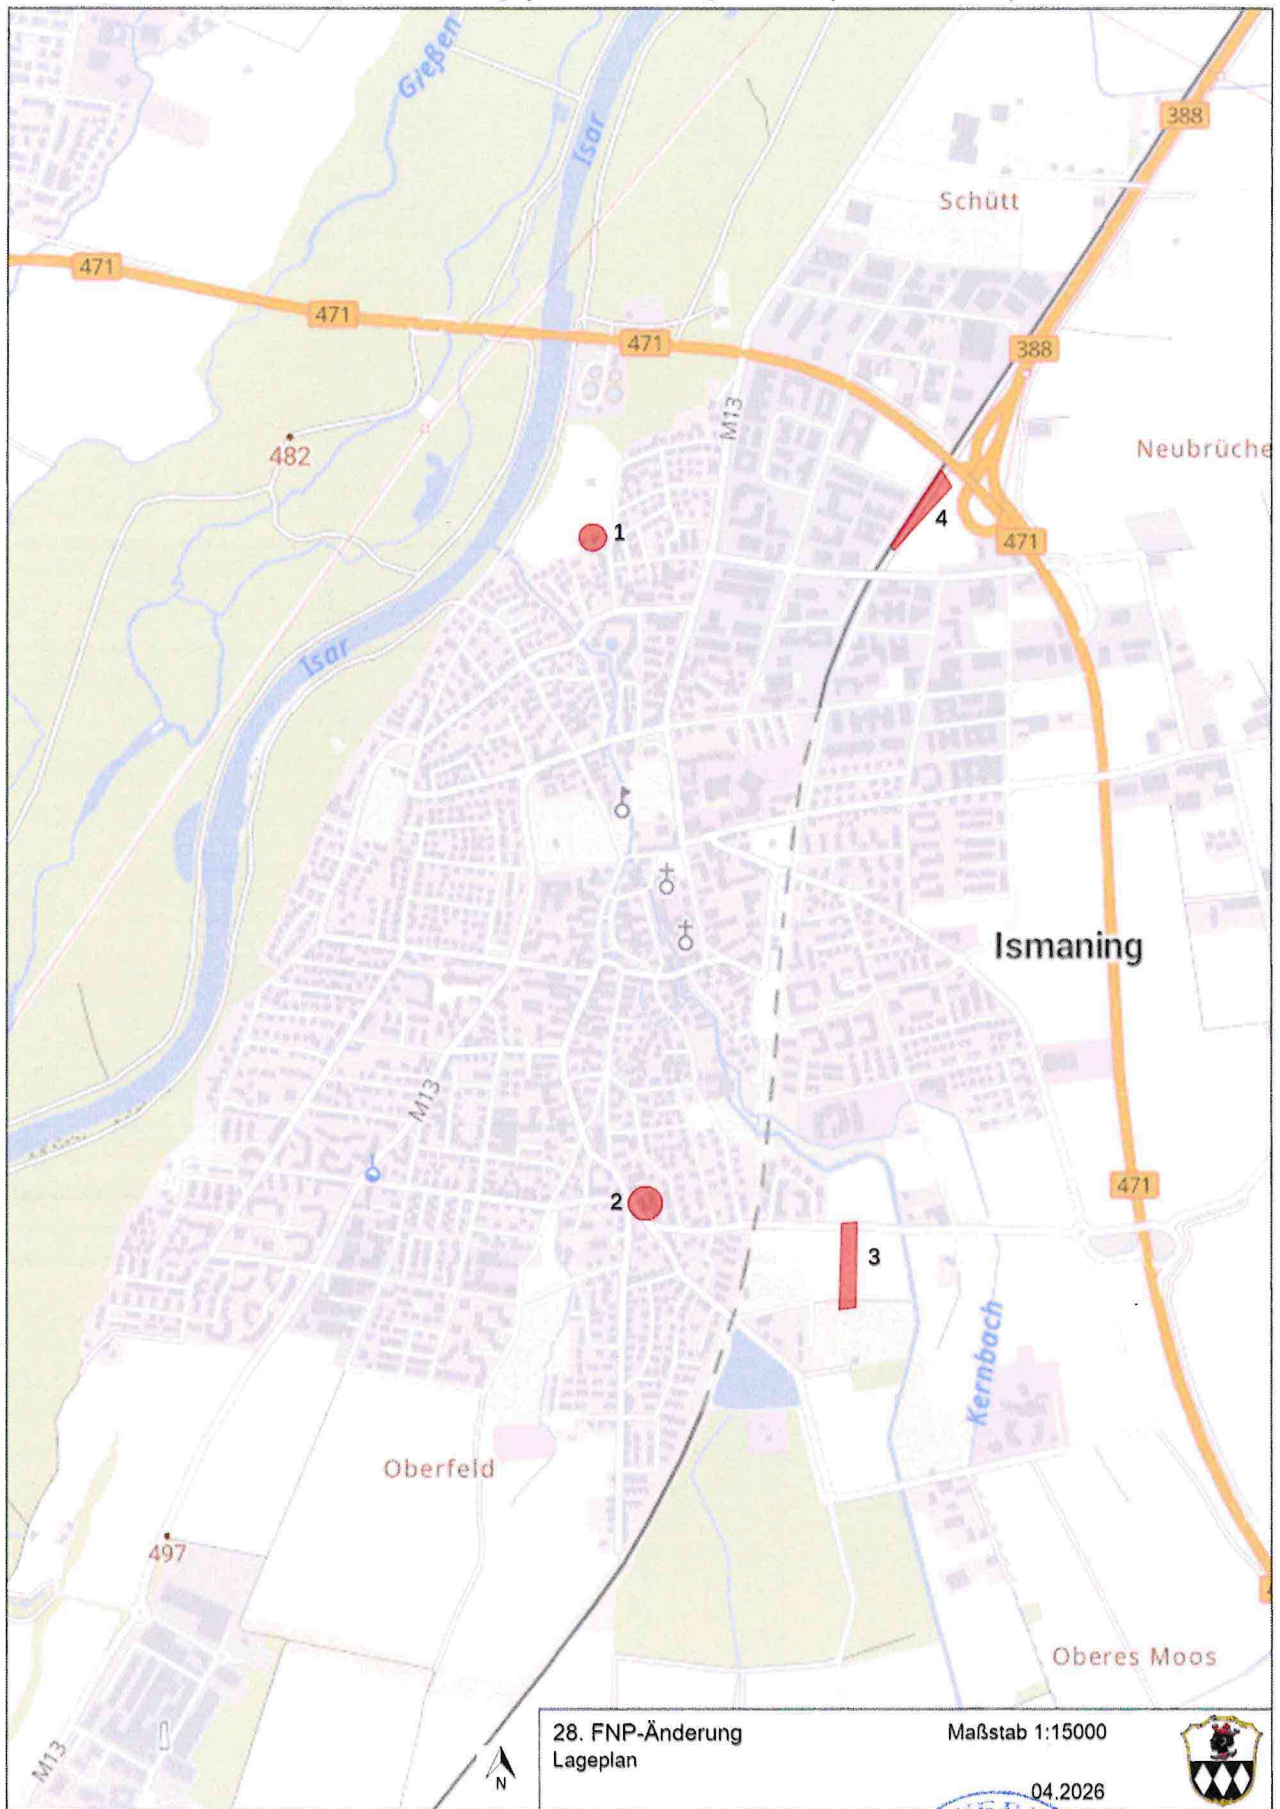 Gießen
Isar
388
Schütt
471
471
471
388
M13
482
Neubrüche
1
4
471
Isar
Ismaning
M13
2
471
3
Kernbach
Oberfeld
497
Oberes Moos
M13
N
28. FNP-Änderung
Maßstab 1:15000
Lageplan
04.2026